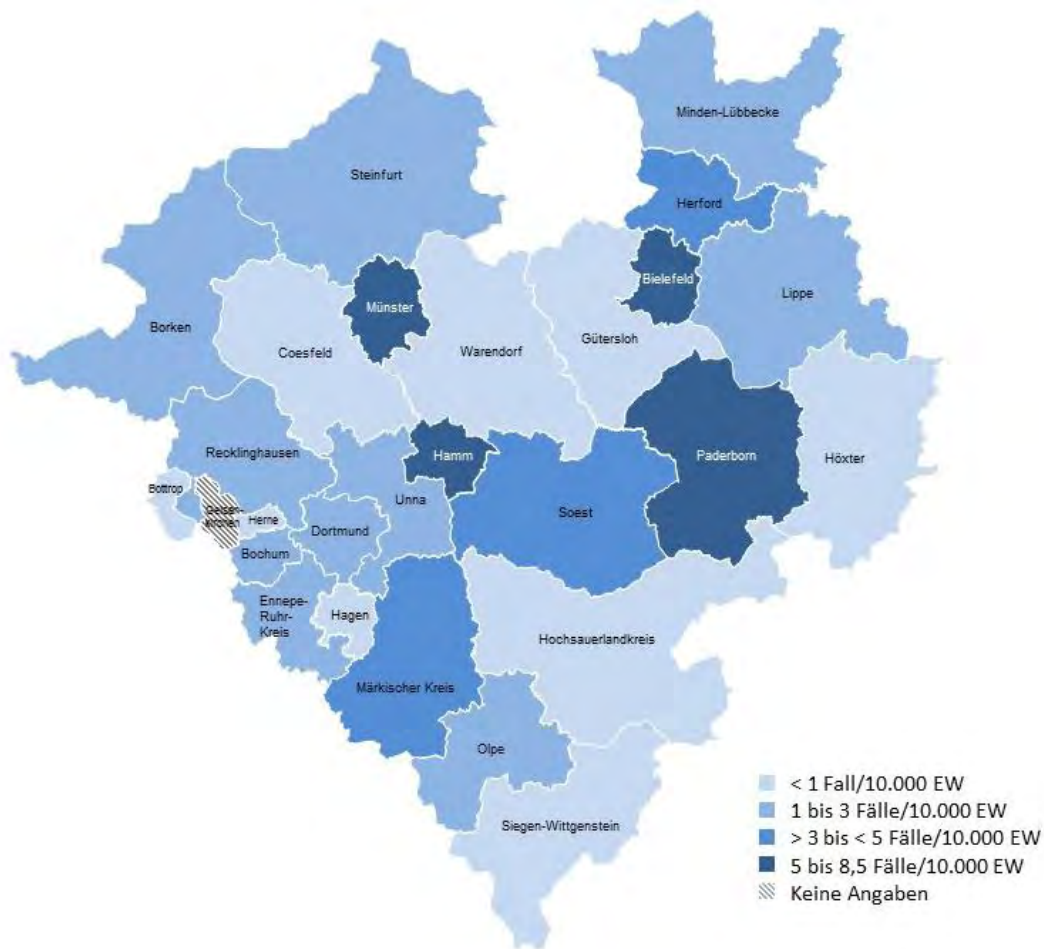 Minden-Lübbecke
Steinfurt
Herford
Bielefeld
Lippe
Münster
Borken
Gütersloh
Coesfeld
Warendorf
Recklinghausen
Hamm
Paderborn
Höxter
Bottrop
Unna
Gelsen-
kirchen
Herne
Dortmund
Soest
Bochum
Ennepe-
Ruhr-
Kreis
Hagen
Hochsauerlandkreis
Märkischer Kreis
Olpe
Siegen-Wittgenstein
< 1 Fall/10.000 EW
1 bis 3 Fälle/10.000 EW
> 3 bis < 5 Fälle/10.000 EW
5 bis 8,5 Fälle/10.000 EW
Keine Angaben